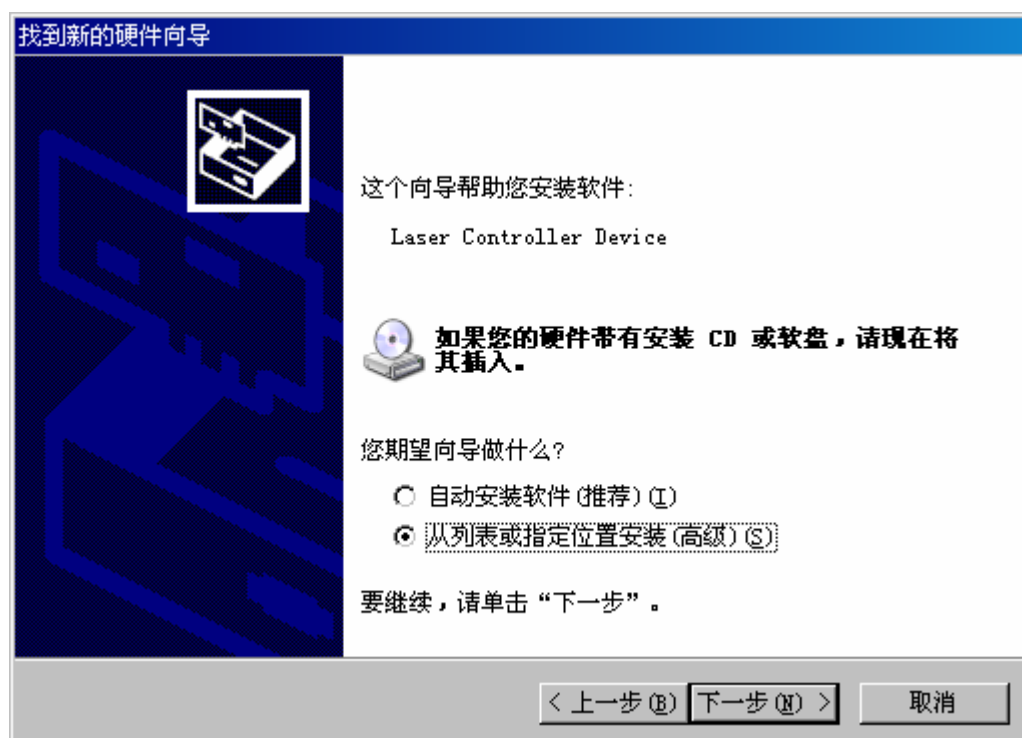 找到新的硬件向导
这个向导帮助您安装软件:
Laser Controller Device
如果您的硬件带有安装 CD 或软盘，请现在将
其插入。
您期望向导做什么?
自动安装软件(推荐)(I)
从列表或指定位置安装(高级)(S)
要继续，请单击“下一步”。
< 上一步(B) 下一步(N) > 取消